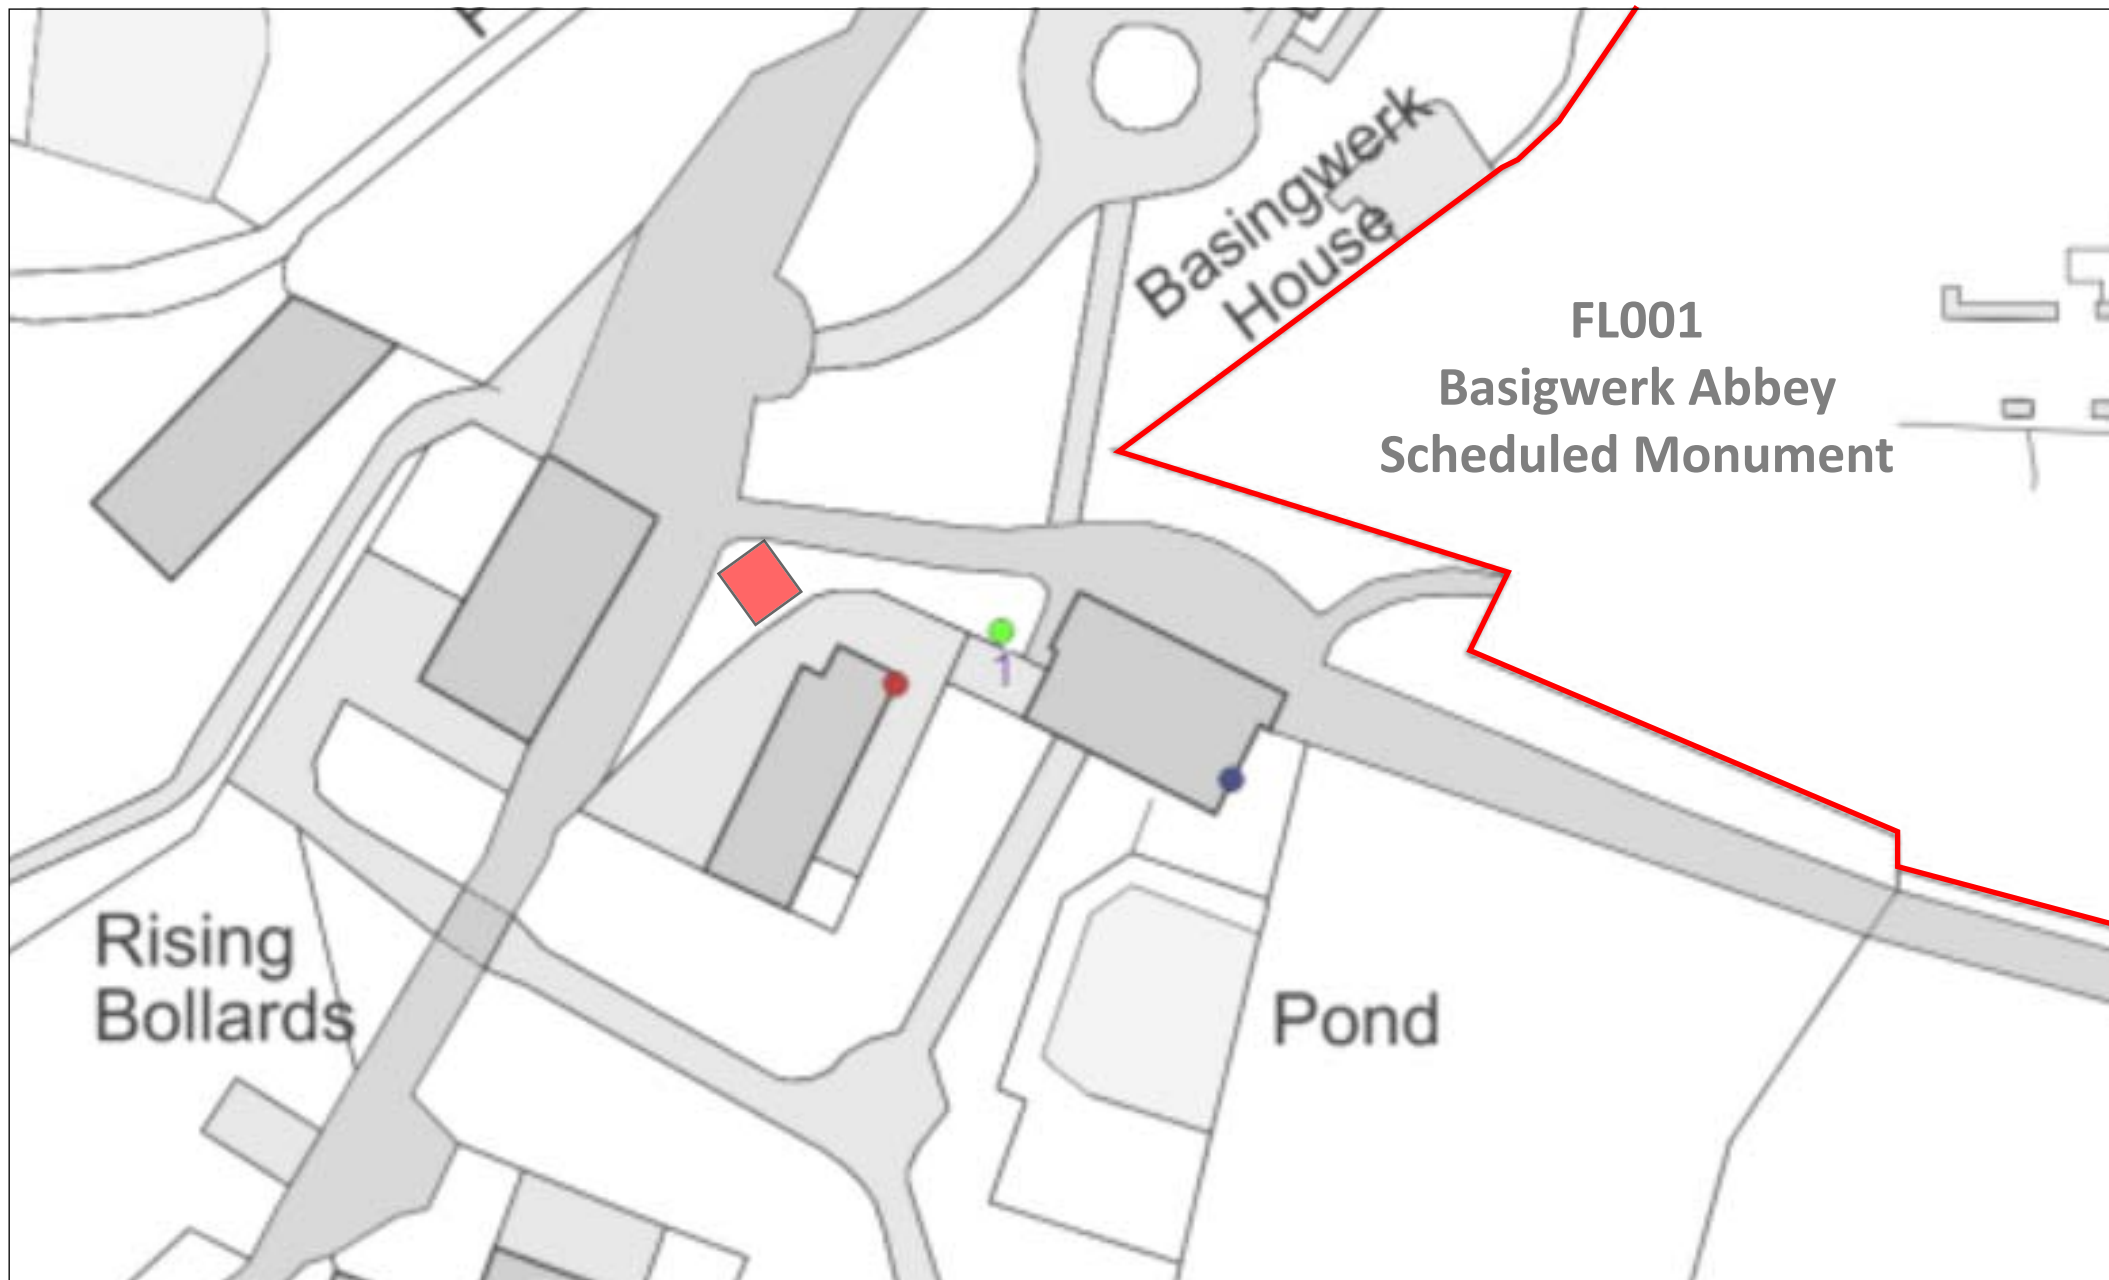 Basingwerk
House
FL001
Basigwerk Abbey
Scheduled Monument
1
Rising
Bollards
Pond